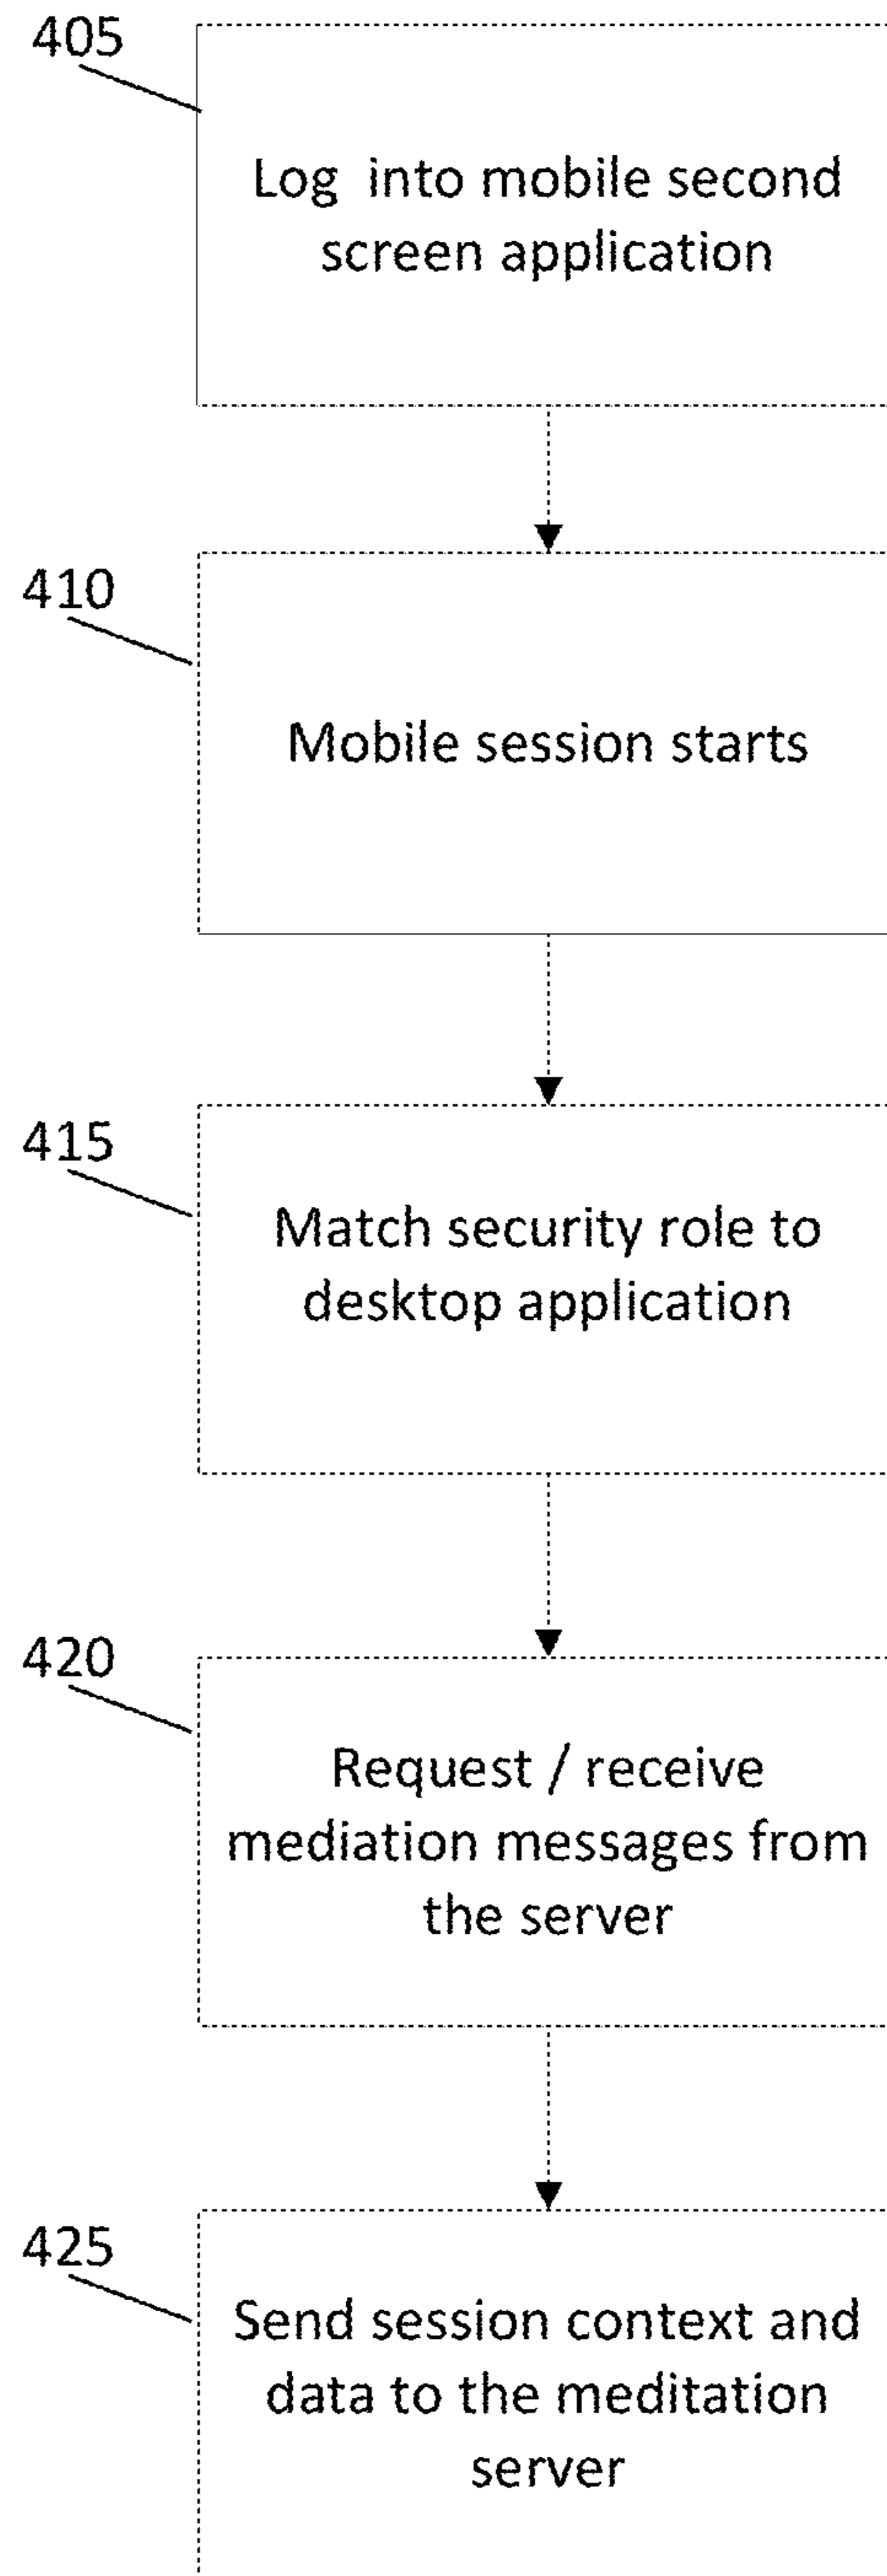 405
Log into mobile second
screen application
410
Mobile session starts
415
Match security role to
desktop application
420
Request / receive
mediation messages from
the server
425
Send session context and
data to the meditation
server